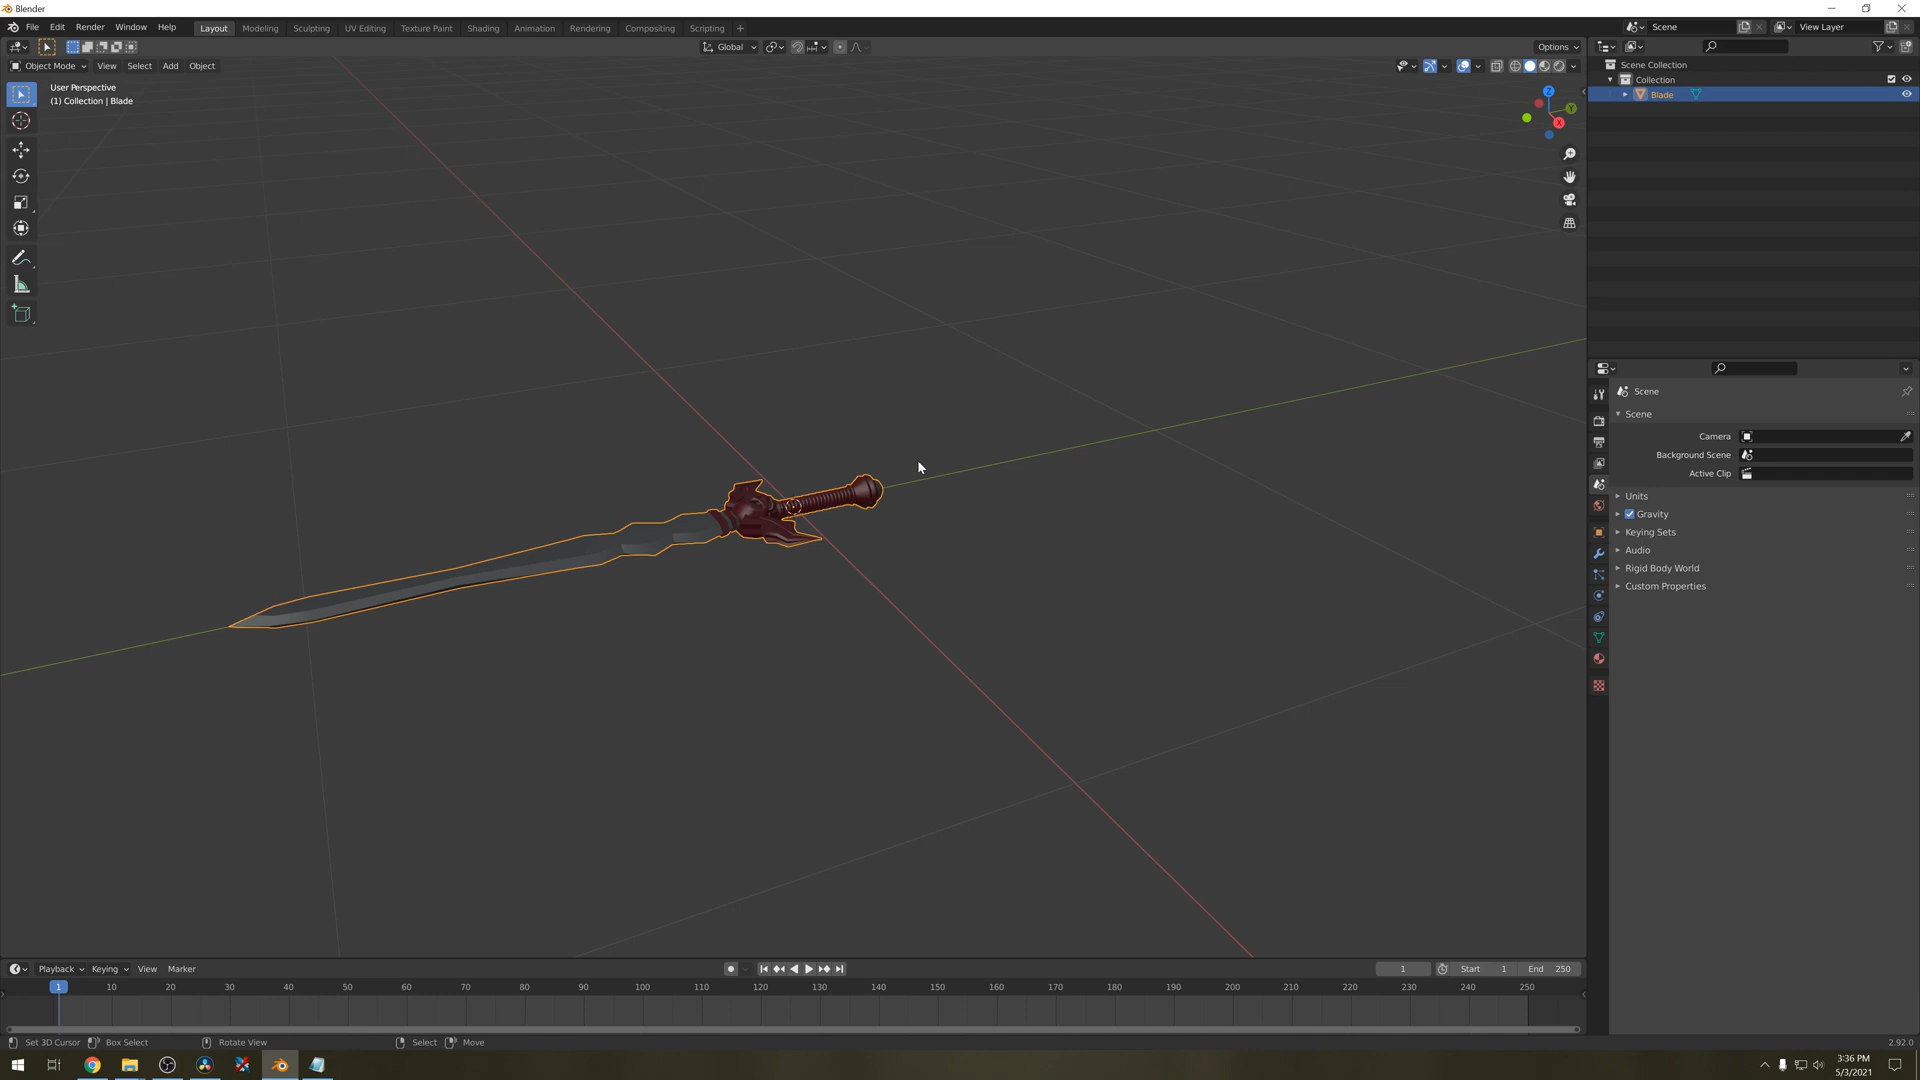 Blender
File Edit Render Window Help Layout Modeling Sculpting UV Editing Texture Paint Shading Animation Rendering Compositing Scripting + Scene View Layer
Global Options
Object Mode View Select Add Object
User Perspective
(1) Collection | Blade
Z
Y
X
Scene Collection
Collection
Blade
Scene
Scene
Camera
Background Scene
Active Clip
Units
Gravity
Keying Sets
Audio
Rigid Body World
Custom Properties
Playback Keying View Marker 1 Start 1 End 250
1 10 20 30 40 50 60 70 80 90 100 110 120 130 140 150 160 170 180 190 200 210 220 230 240 250
Set 3D Cursor Box Select Rotate View Select Move 2.92.0
3:36 PM
5/3/2021